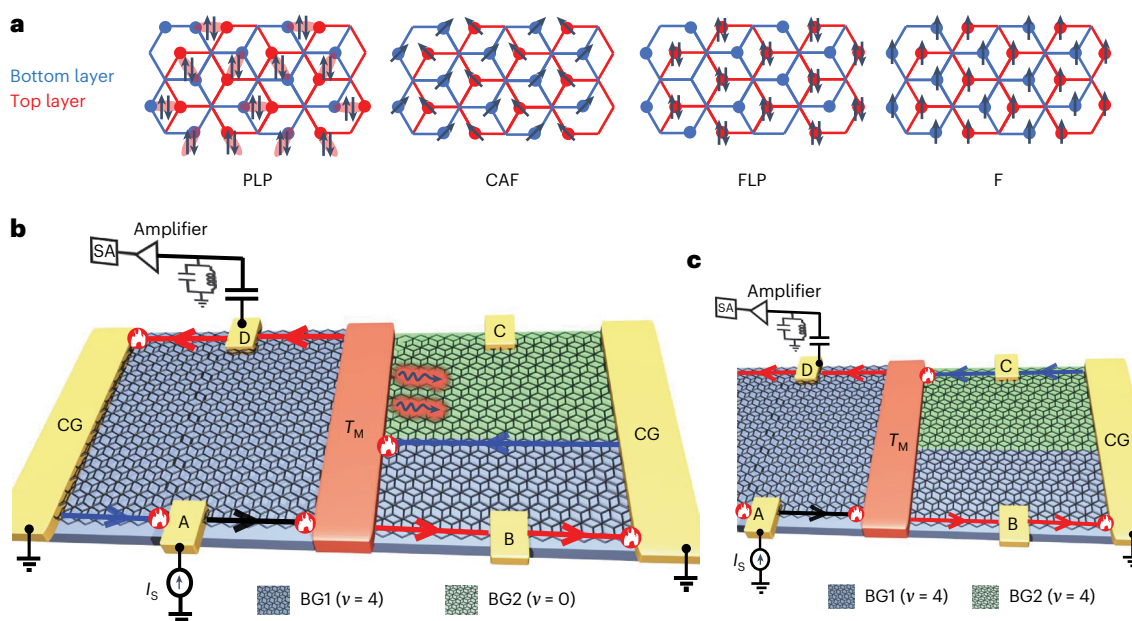 a
Bottom layer
Top layer
PLP
CAF
FLP
F
b
Amplifier
SA
D
C
CG
T_M
CG
A
B
I_S
BG1 (ν = 4)
BG2 (ν = 0)
c
Amplifier
SA
D
C
T_M
CG
A
B
I_S
BG1 (ν = 4)
BG2 (ν = 4)